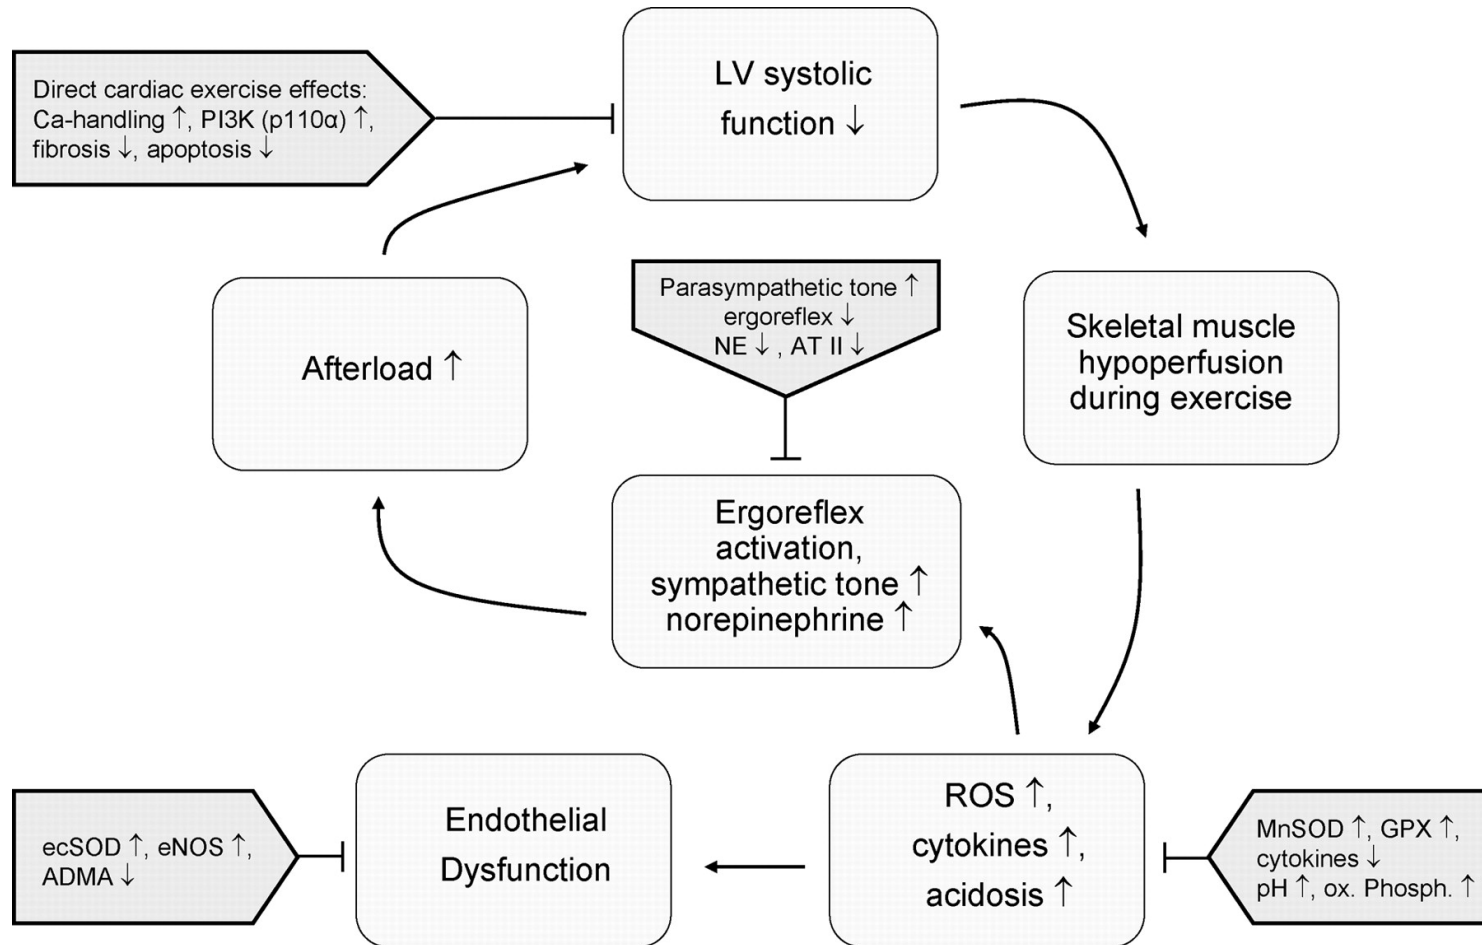 LV systolic
function ↓
Direct cardiac exercise effects:
Ca-handling ↑, PI3K (p110α) ↑,
fibrosis ↓, apoptosis ↓
Parasympathetic tone ↑
ergoreflex ↓
NE ↓ , AT II ↓
Afterload ↑
Skeletal muscle
hypoperfusion
during exercise
Ergoreflex
activation,
sympathetic tone ↑
norepinephrine ↑
ecSOD ↑, eNOS ↑,
ADMA ↓
Endothelial
Dysfunction
ROS ↑,
cytokines ↑,
acidosis ↑
MnSOD ↑, GPX ↑,
cytokines ↓
pH ↑, ox. Phosph. ↑